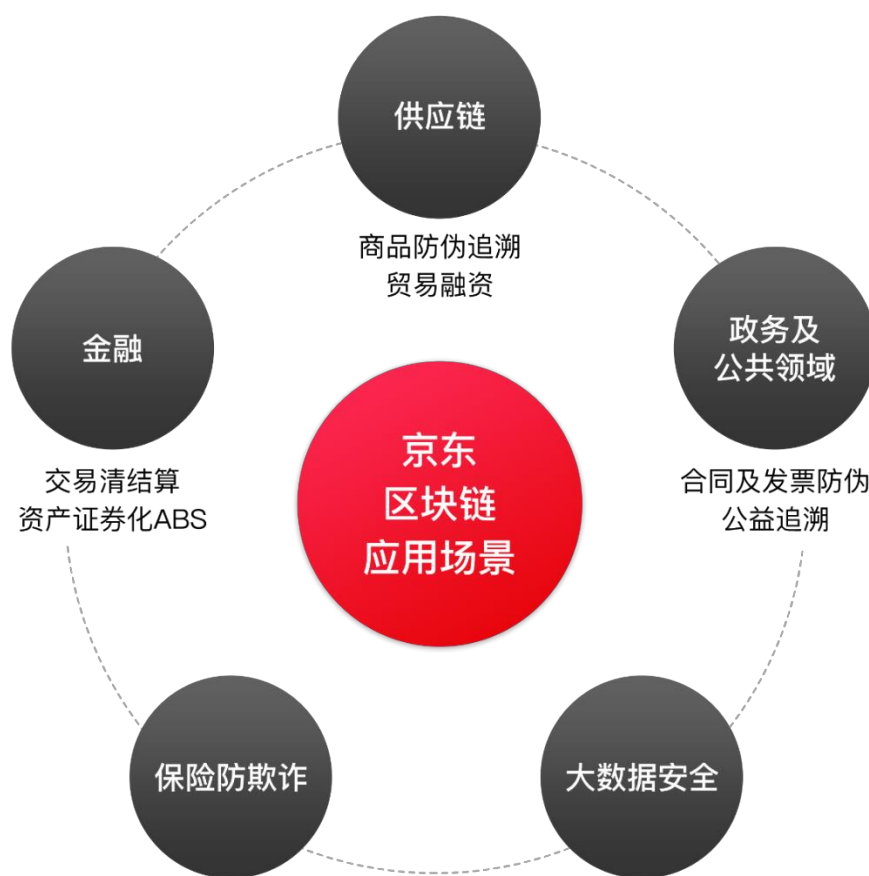 供应链
商品防伪追溯
贸易融资
金融
交易清结算
资产证券化ABS
政务及
公共领域
合同及发票防伪
公益追溯
京东
区块链
应用场景
保险防欺诈
大数据安全